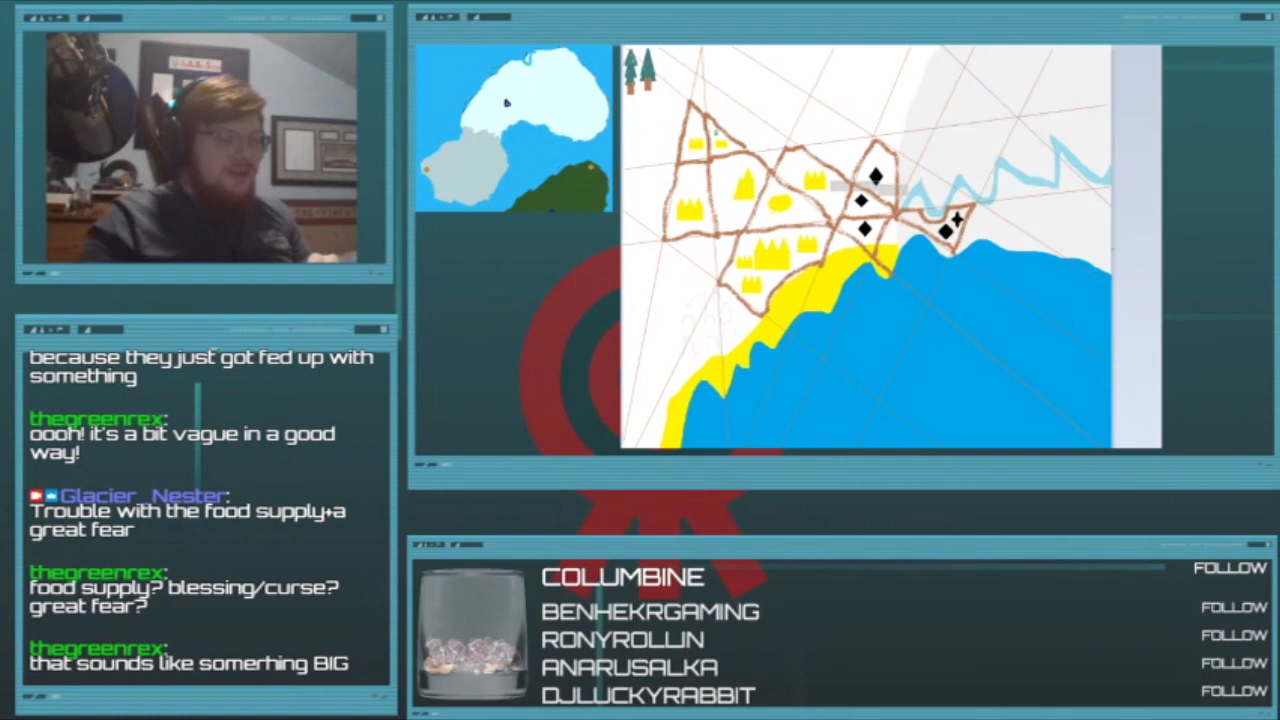 because they just got fed up with
something
thegreenrex:
oooh! it's a bit vague in a good
way!
Glacier_Nester:
Trouble with the food supply+a
great fear
thegreenrex:
food supply? blessing/curse?
great fear?
thegreenrex:
that sounds like somerhing BIG
COLUMBINE FOLLOW
BENHEKRGAMING FOLLOW
RONYROLLIN FOLLOW
ANARUSALKA FOLLOW
DJLUCKYRABBIT FOLLOW